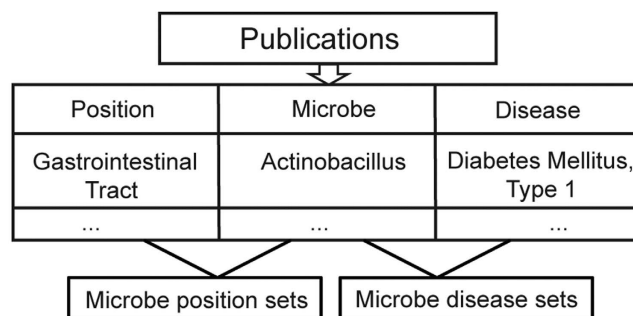 Publications
Position Microbe Disease
Gastrointestinal Tract Actinobacillus Diabetes Mellitus, Type 1
... ... ...
Microbe position sets Microbe disease sets